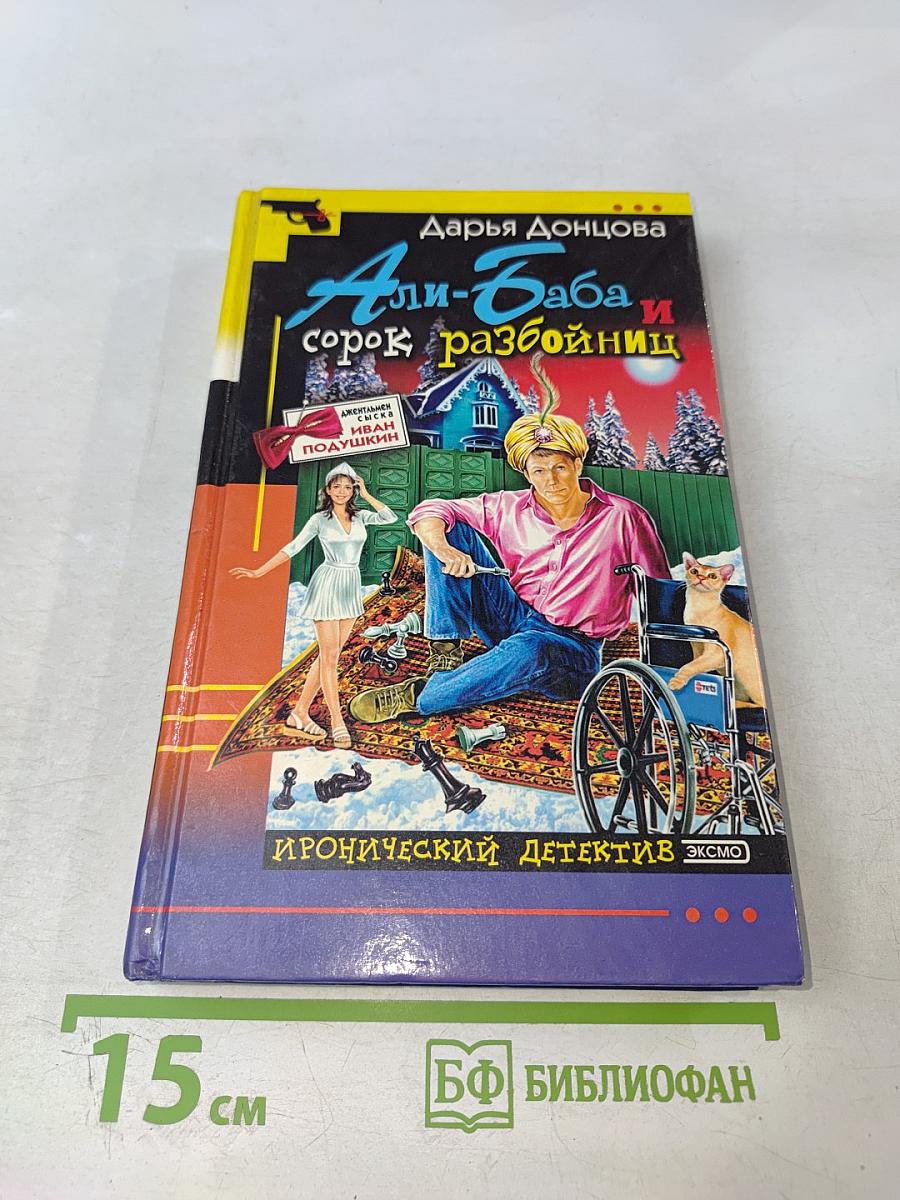 Дарья Донцова
Али-Баба и
сорок разбойниц
джентльмен
сыска
Иван
Подушкин
ИРОНИЧЕСКИЙ ДЕТЕКТИВ ЭКСМО
15 см
БФ БИБЛИОФАН